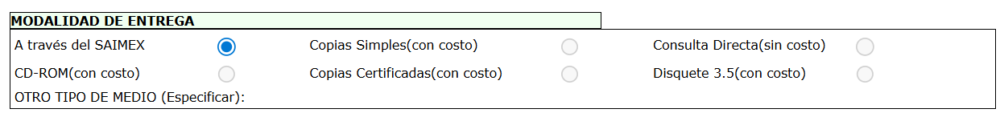 MODALIDAD DE ENTREGA
A través del SAIMEX Copias Simples(con costo) Consulta Directa(sin costo)
CD-ROM(con costo) Copias Certificadas(con costo) Disquete 3.5(con costo)
OTRO TIPO DE MEDIO (Especificar):